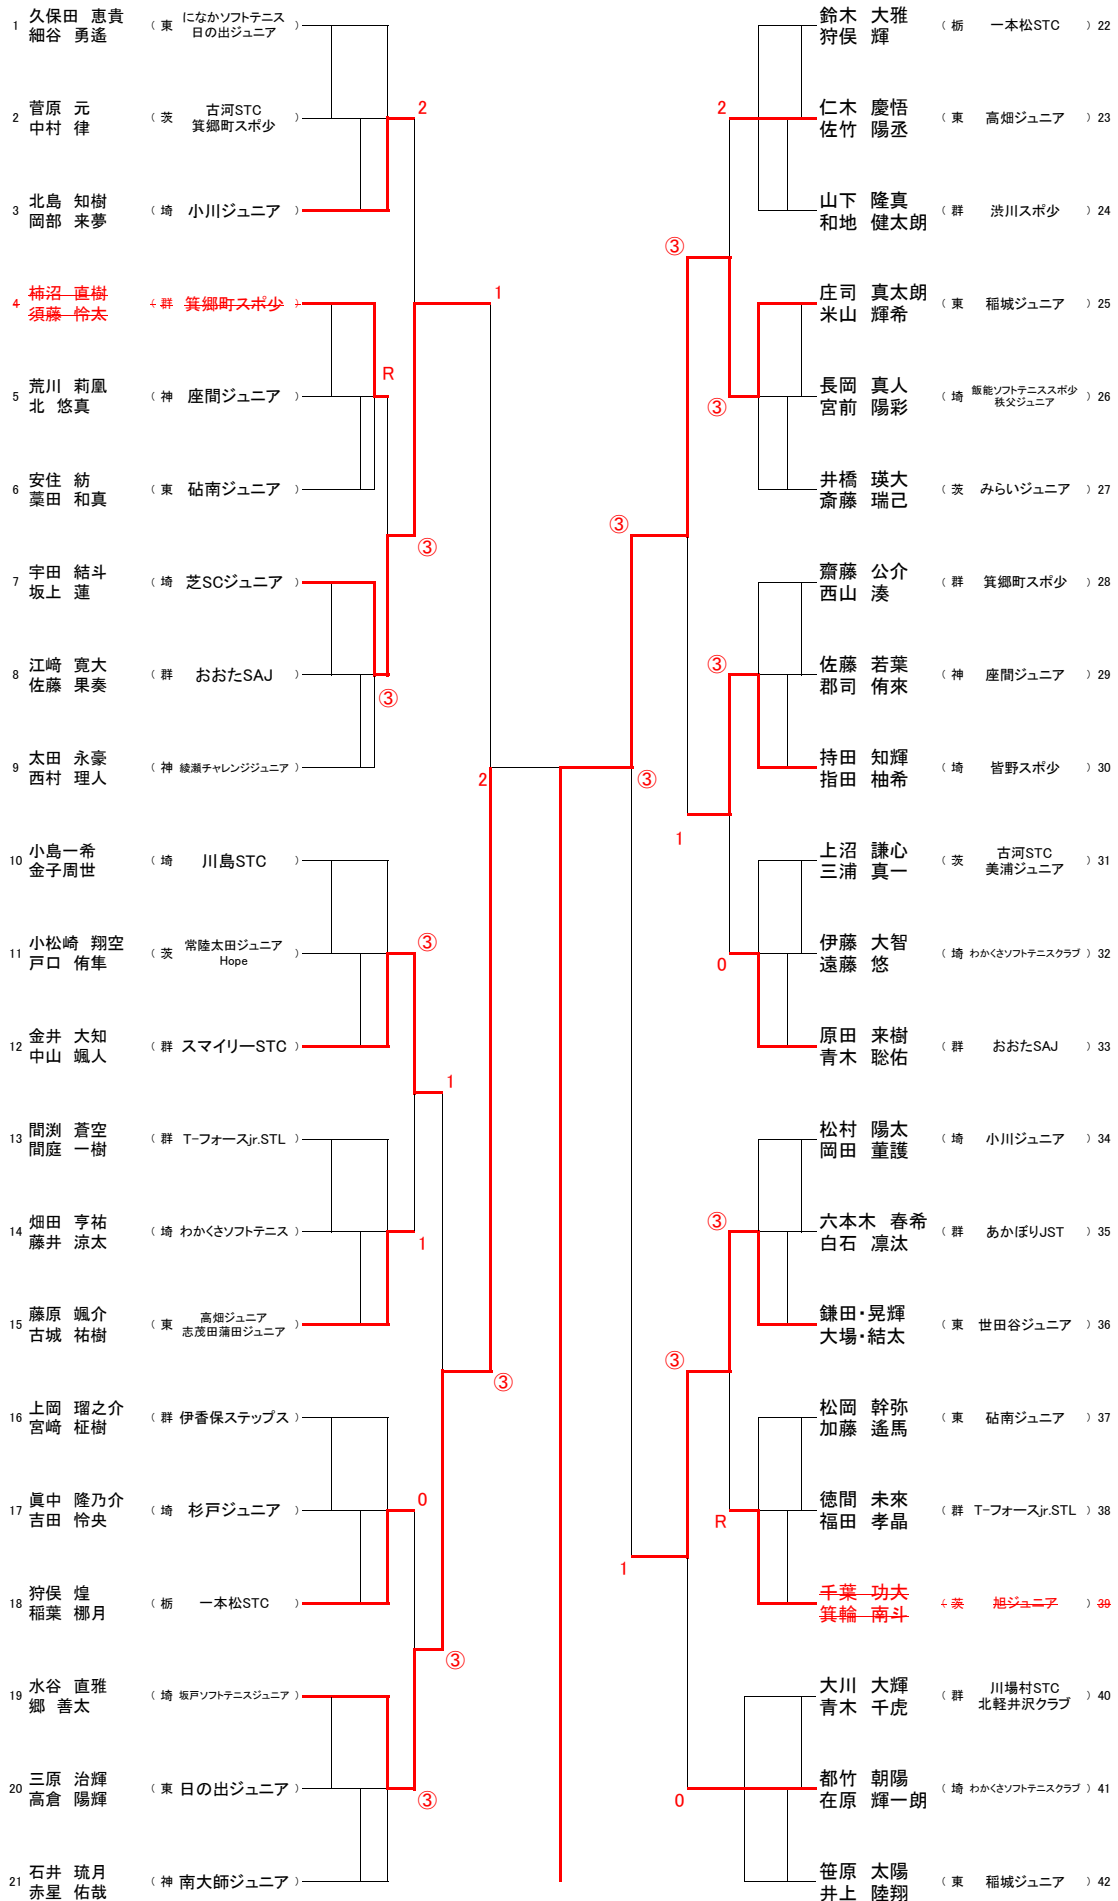 1 久保田 恵貴 細谷 勇遙 （ 東 になかソフトテニス 日の出ジュニア ）
2 菅原 元 中村 律 （ 茨 古河STC 箕郷町スポ少 ）
3 北島 知樹 岡部 来夢 （ 埼 小川ジュニア ）
4 柿沼 直樹 須藤 怜太 （ 群 箕郷町スポ少 ）
5 荒川 莉凰 北 悠真 （ 神 座間ジュニア ）
6 安住 紡 藁田 和真 （ 東 砧南ジュニア ）
7 宇田 結斗 坂上 蓮 （ 埼 芝SCジュニア ）
8 江﨑 寛大 佐藤 果奏 （ 群 おおたSAJ ）
9 太田 永豪 西村 理人 （ 神 綾瀬チャレンジジュニア ）
10 小島一希 金子周世 （ 埼 川島STC ）
11 小松崎 翔空 戸口 侑隼 （ 茨 常陸太田ジュニア Hope ）
12 金井 大知 中山 颯人 （ 群 スマイリーSTC ）
13 間渕 蒼空 間庭 一樹 （ 群 T-フォースjr.STL ）
14 畑田 亨祐 藤井 涼太 （ 埼 わかくさソフトテニス ）
15 藤原 颯介 古城 祐樹 （ 東 高畑ジュニア 志茂田蒲田ジュニア ）
16 上岡 瑠之介 宮﨑 柾樹 （ 群 伊香保ステップス ）
17 眞中 隆乃介 吉田 怜央 （ 埼 杉戸ジュニア ）
18 狩俣 煌 稲葉 梛月 （ 栃 一本松STC ）
19 水谷 直雅 郷 善太 （ 埼 坂戸ソフトテニスジュニア ）
20 三原 治輝 高倉 陽輝 （ 東 日の出ジュニア ）
21 石井 琉月 赤星 佑哉 （ 神 南大師ジュニア ）
2
1
R
③
③
2
③
1
1
③
0
③
③
鈴木 大雅 狩俣 輝 （ 栃 一本松STC ） 22
仁木 慶悟 佐竹 陽丞 （ 東 高畑ジュニア ） 23
山下 隆真 和地 健太朗 （ 群 渋川スポ少 ） 24
庄司 真太朗 米山 輝希 （ 東 稲城ジュニア ） 25
長岡 真人 宮前 陽彩 （ 埼 飯能ソフトテニススポ少 秩父ジュニア ） 26
井橋 瑛大 斎藤 瑞己 （ 茨 みらいジュニア ） 27
齋藤 公介 西山 湊 （ 群 箕郷町スポ少 ） 28
佐藤 若葉 郡司 侑來 （ 神 座間ジュニア ） 29
持田 知輝 指田 柚希 （ 埼 皆野スポ少 ） 30
上沼 謙心 三浦 真一 （ 茨 古河STC 美浦ジュニア ） 31
伊藤 大智 遠藤 悠 （ 埼 わかくさソフトテニスクラブ ） 32
原田 来樹 青木 聡佑 （ 群 おおたSAJ ） 33
松村 陽太 岡田 董護 （ 埼 小川ジュニア ） 34
六本木 春希 白石 凛汰 （ 群 あかぼりJST ） 35
鎌田・晃輝 大場・結太 （ 東 世田谷ジュニア ） 36
松岡 幹弥 加藤 遙馬 （ 東 砧南ジュニア ） 37
徳間 未來 福田 孝晶 （ 群 T-フォースjr.STL ） 38
千葉 功大 箕輪 南斗 （ 茨 旭ジュニア ） 39
大川 大輝 青木 千虎 （ 群 川場村STC 北軽井沢クラブ ） 40
都竹 朝陽 在原 輝一朗 （ 埼 わかくさソフトテニスクラブ ） 41
笹原 太陽 井上 陸翔 （ 東 稲城ジュニア ） 42
2
③
③
③
③
③
1
0
③
③
R
1
0